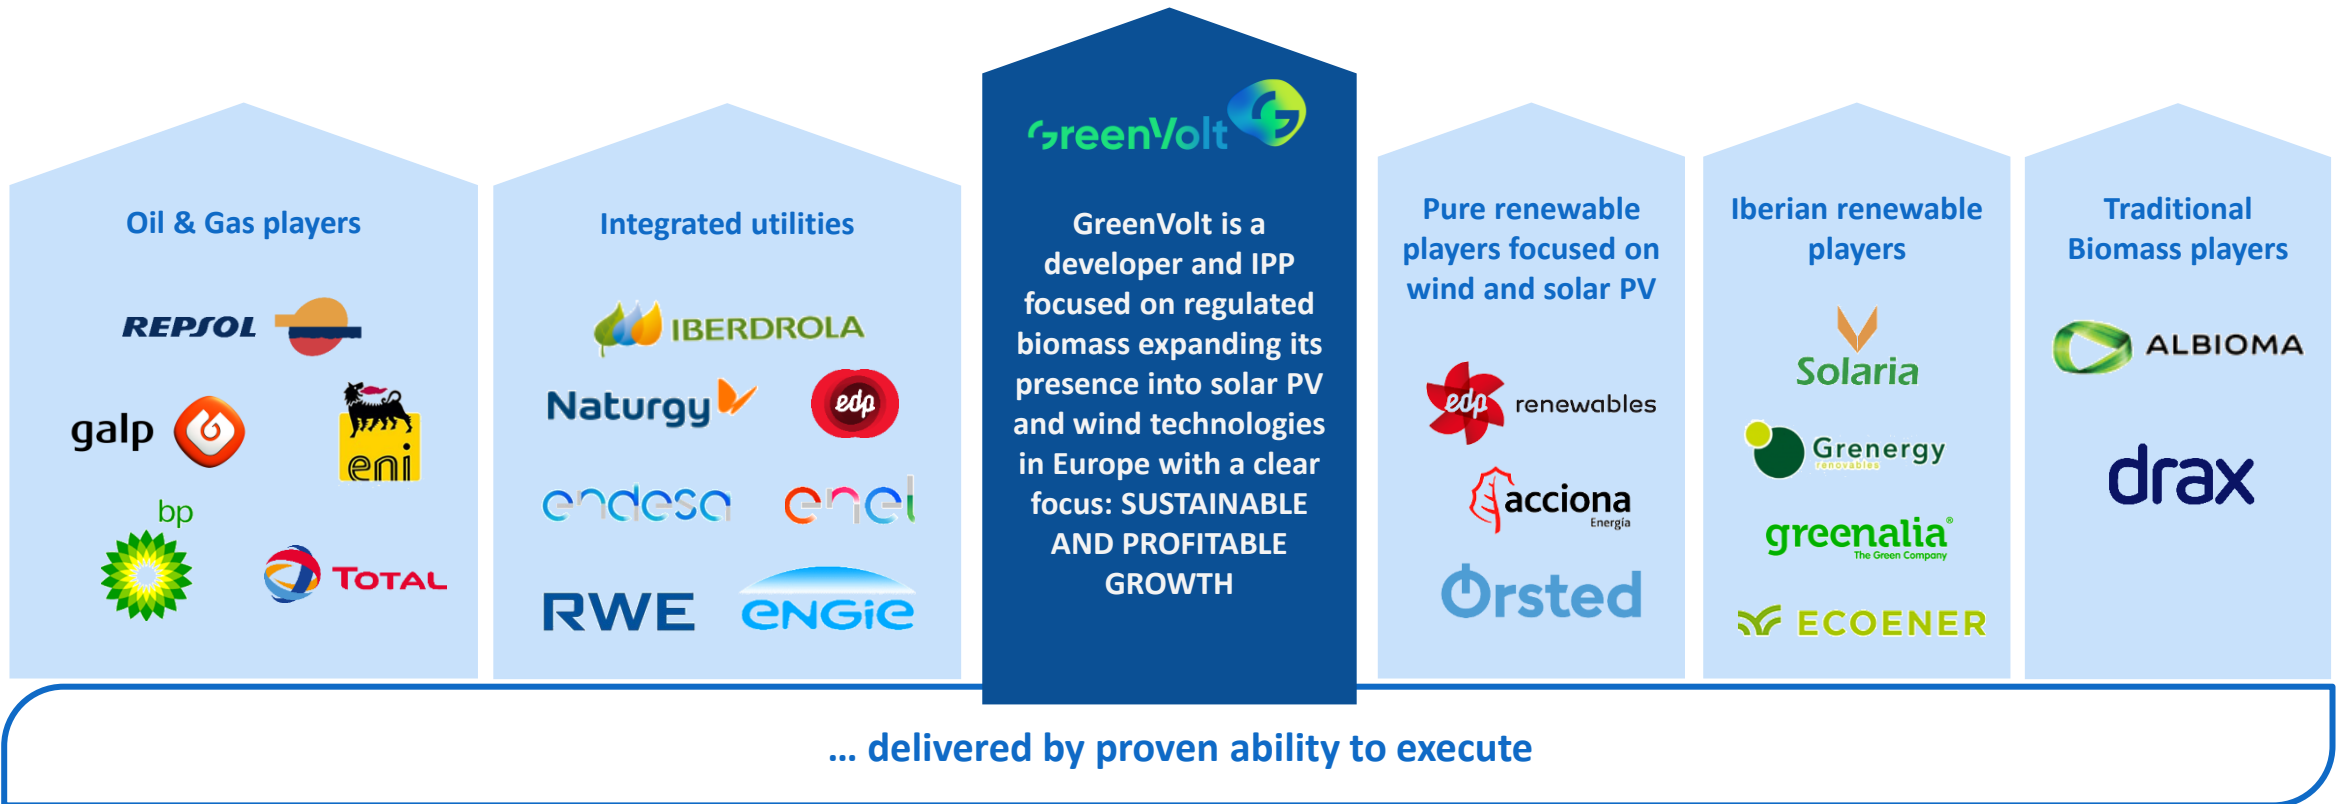 Oil & Gas players
REPSOL
galp
eni
bp
TOTAL
Integrated utilities
IBERDROLA
Naturgy
edp
endesa
enel
RWE
ENGIE
GreenVolt
GreenVolt is a
developer and IPP
focused on regulated
biomass expanding its
presence into solar PV
and wind technologies
in Europe with a clear
focus: SUSTAINABLE
AND PROFITABLE
GROWTH
Pure renewable
players focused on
wind and solar PV
edp renewables
acciona
Energía
Ørsted
Iberian renewable
players
Solaria
Grenergy
renovables
greenalia®
The Green Company
ECOENER
Traditional
Biomass players
ALBIOMA
drax
... delivered by proven ability to execute